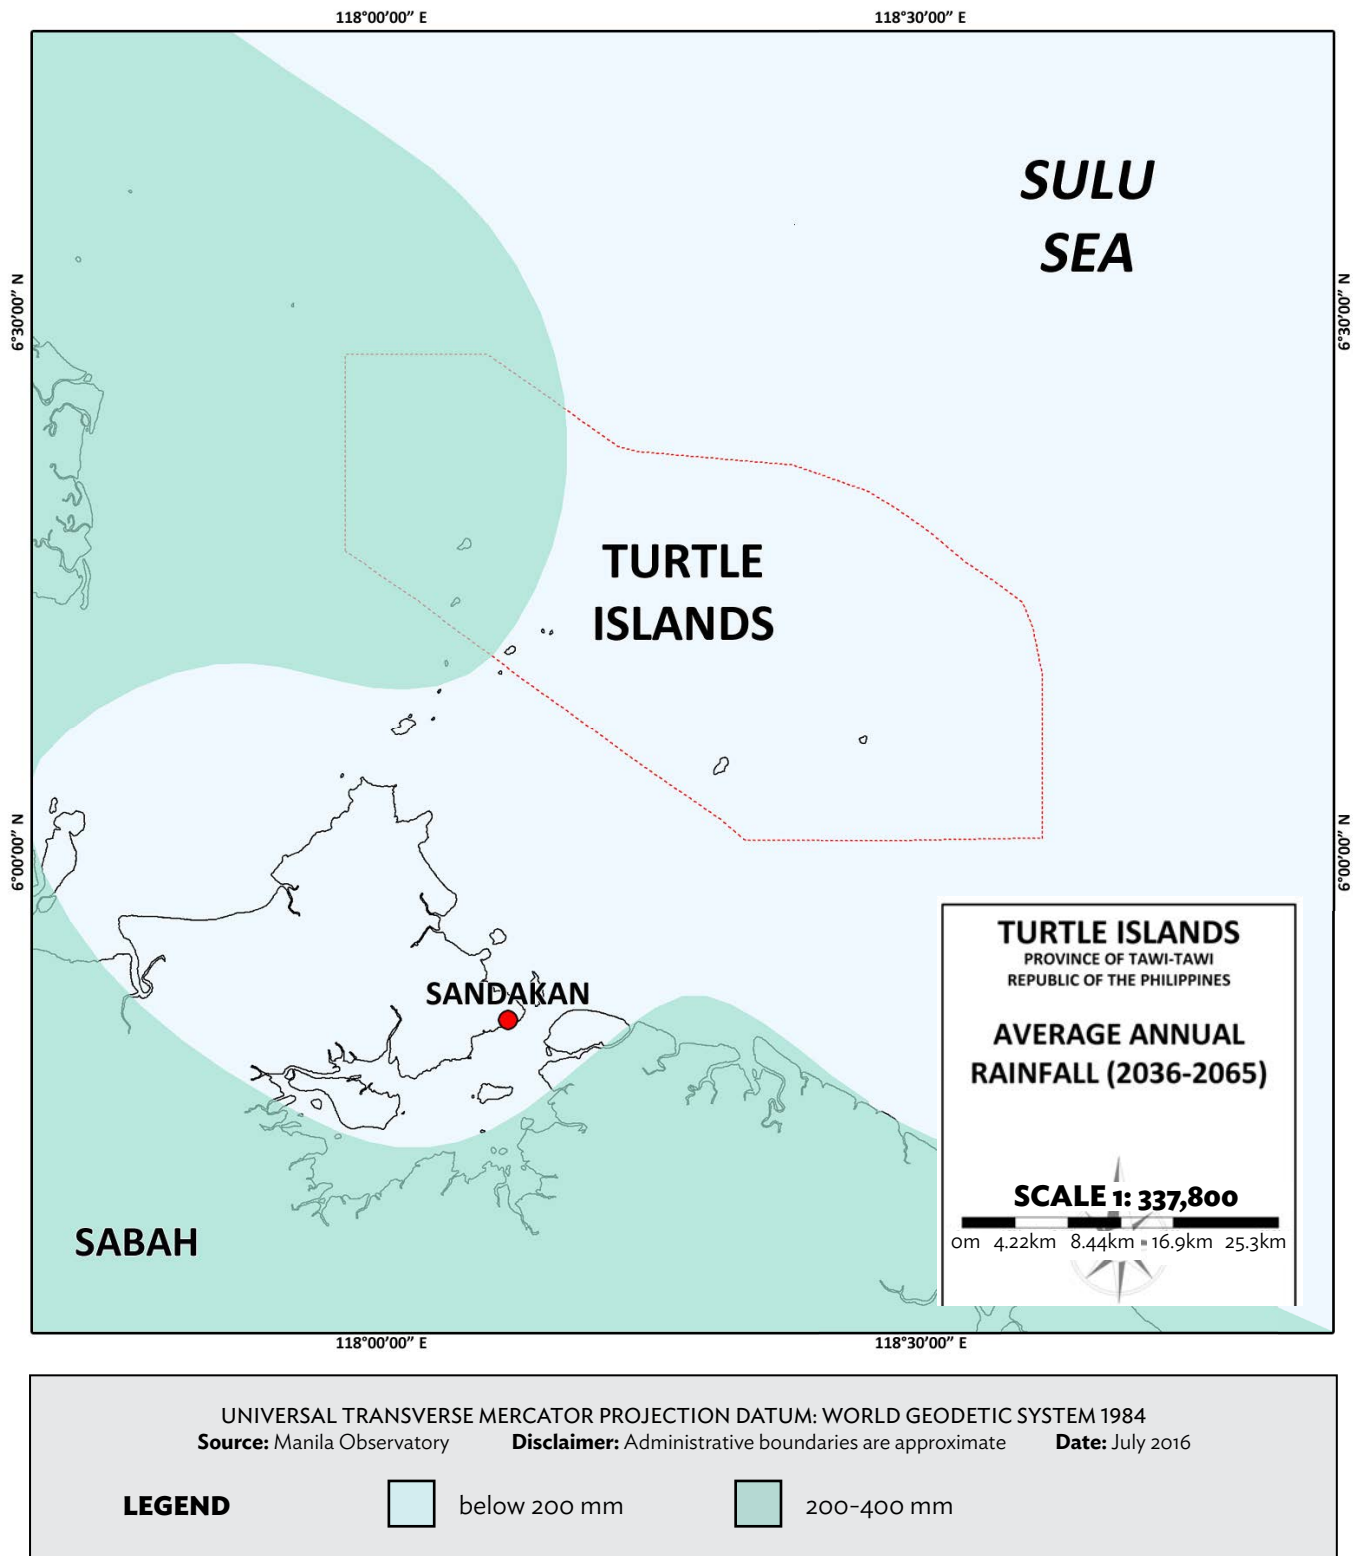 118°00'00" E 118°30'00" E
SULU
SEA
6°30'00" N 6°30'00" N
TURTLE
ISLANDS
6°00'00" N 6°00'00" N
SANDAKAN
SABAH
TURTLE ISLANDS
PROVINCE OF TAWI-TAWI
REPUBLIC OF THE PHILIPPINES
AVERAGE ANNUAL
RAINFALL (2036-2065)
SCALE 1: 337,800
0m 4.22km 8.44km 16.9km 25.3km
118°00'00" E 118°30'00" E
UNIVERSAL TRANSVERSE MERCATOR PROJECTION DATUM: WORLD GEODETIC SYSTEM 1984
Source: Manila Observatory Disclaimer: Administrative boundaries are approximate Date: July 2016
LEGEND below 200 mm 200-400 mm